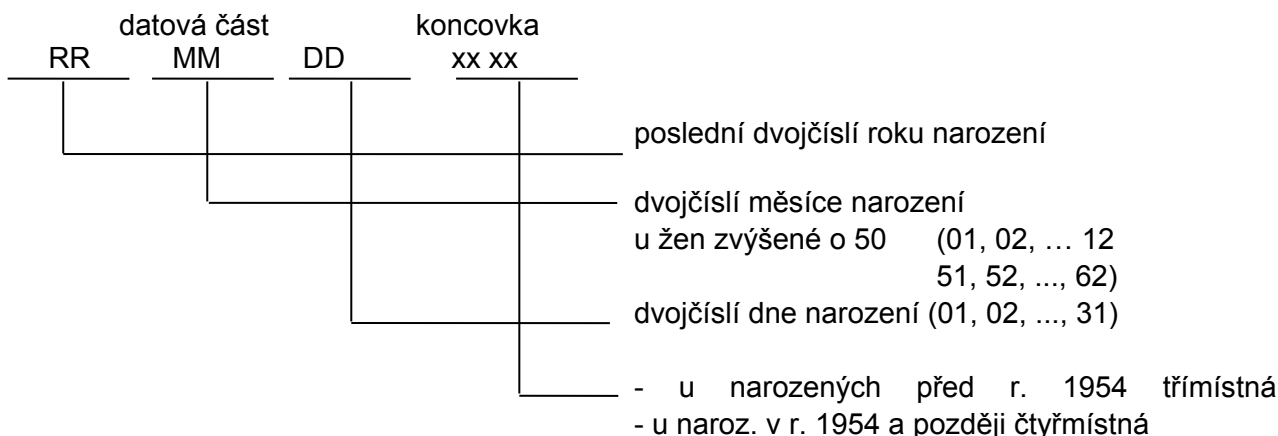 datová část koncovka
RR MM DD xx xx
poslední dvojčíslí roku narození
dvojčíslí měsíce narození
u žen zvýšené o 50 (01, 02, … 12
51, 52, ..., 62)
dvojčíslí dne narození (01, 02, ..., 31)
- u narozených před r. 1954 třímístná
- u naroz. v r. 1954 a později čtyřmístná